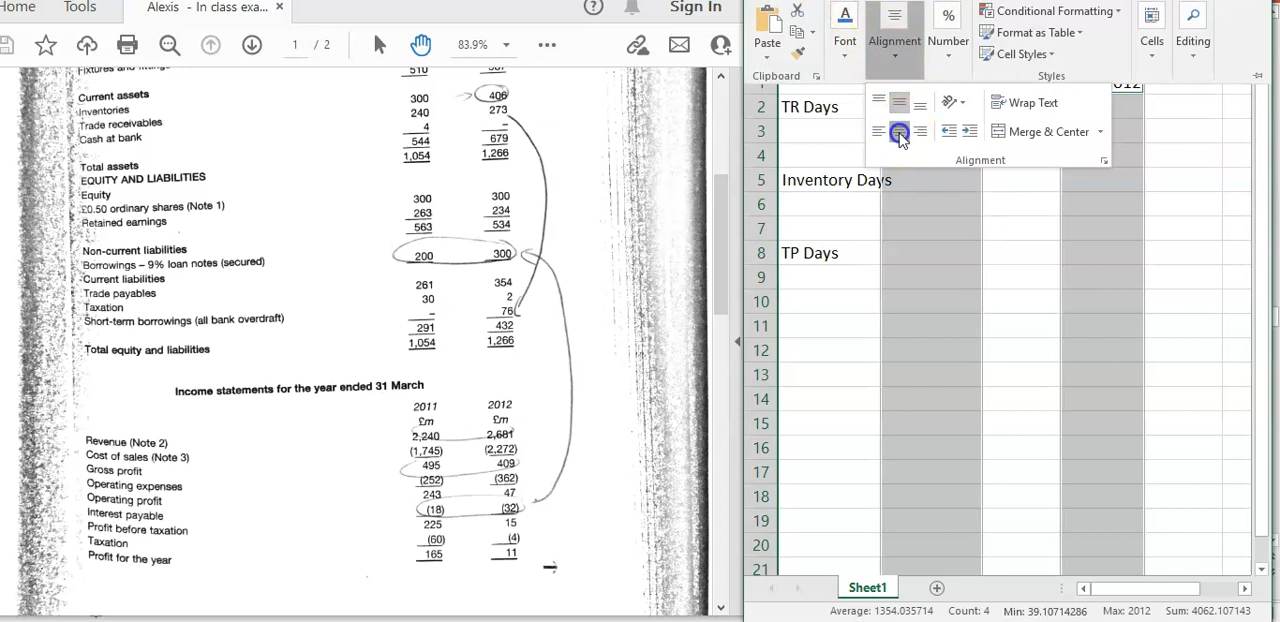 Home Tools Alexis - In class exa... × Sign In
1 / 2 83.9%
Fixtures and fittings 510 587
Current assets
Inventories 300 406
Trade receivables 240 273
Cash at bank 4 –
544 679
Total assets 1,054 1,266
EQUITY AND LIABILITIES
Equity
£0.50 ordinary shares (Note 1) 300 300
Retained earnings 263 234
563 534
Non-current liabilities
Borrowings – 9% loan notes (secured) 200 300
Current liabilities
Trade payables 261 354
Taxation 30 2
Short-term borrowings (all bank overdraft) – 76
291 432
Total equity and liabilities 1,054 1,266
Income statements for the year ended 31 March
2011 2012
£m £m
Revenue (Note 2) 2,240 2,681
Cost of sales (Note 3) (1,745) (2,272)
Gross profit 495 409
Operating expenses (252) (362)
Operating profit 243 47
Interest payable (18) (32)
Profit before taxation 225 15
Taxation (60) (4)
Profit for the year 165 11
Paste Font Alignment Number Conditional Formatting Format as Table Cell Styles Cells Editing
Clipboard Styles
Wrap Text
Merge & Center
Alignment
1 2012
2 TR Days
3
4
5 Inventory Days
6
7
8 TP Days
9
10
11
12
13
14
15
16
17
18
19
20
21
Sheet1
Average: 1354.035714 Count: 4 Min: 39.10714286 Max: 2012 Sum: 4062.107143